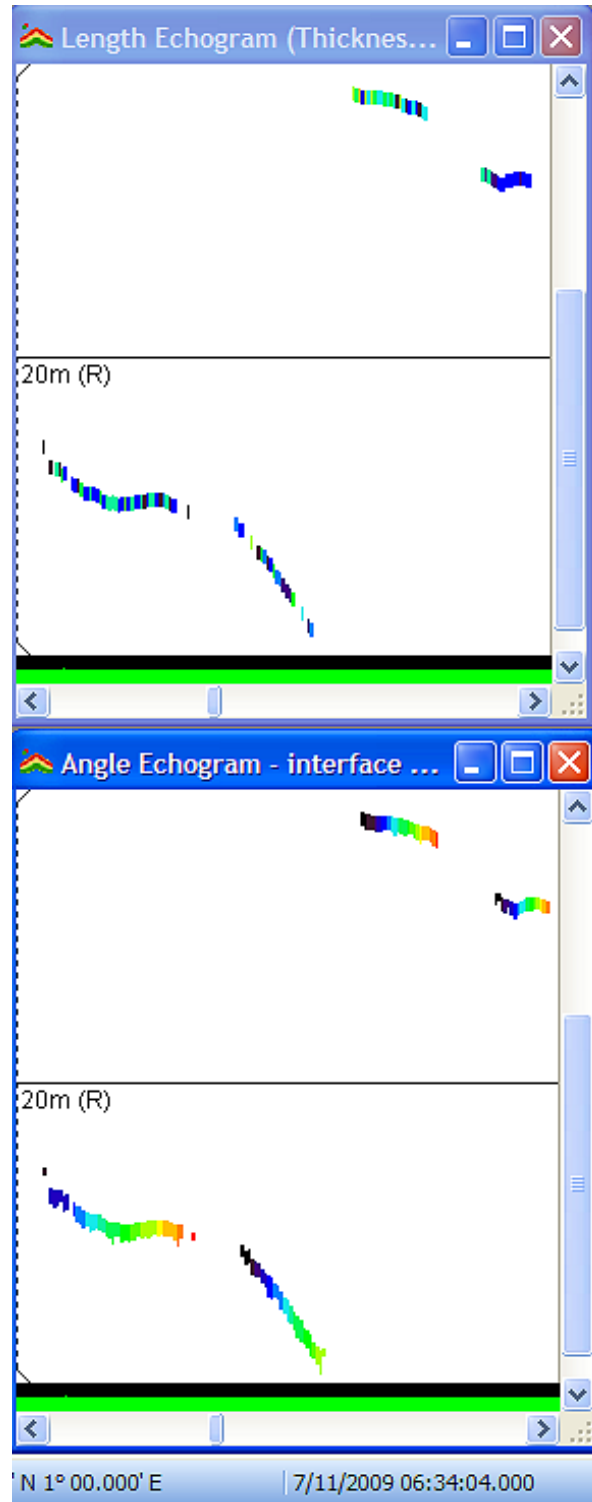 Length Echogram (Thicknes...
20m (R)
Angle Echogram - interface ...
20m (R)
' N 1° 00.000' E
7/11/2009 06:34:04.000